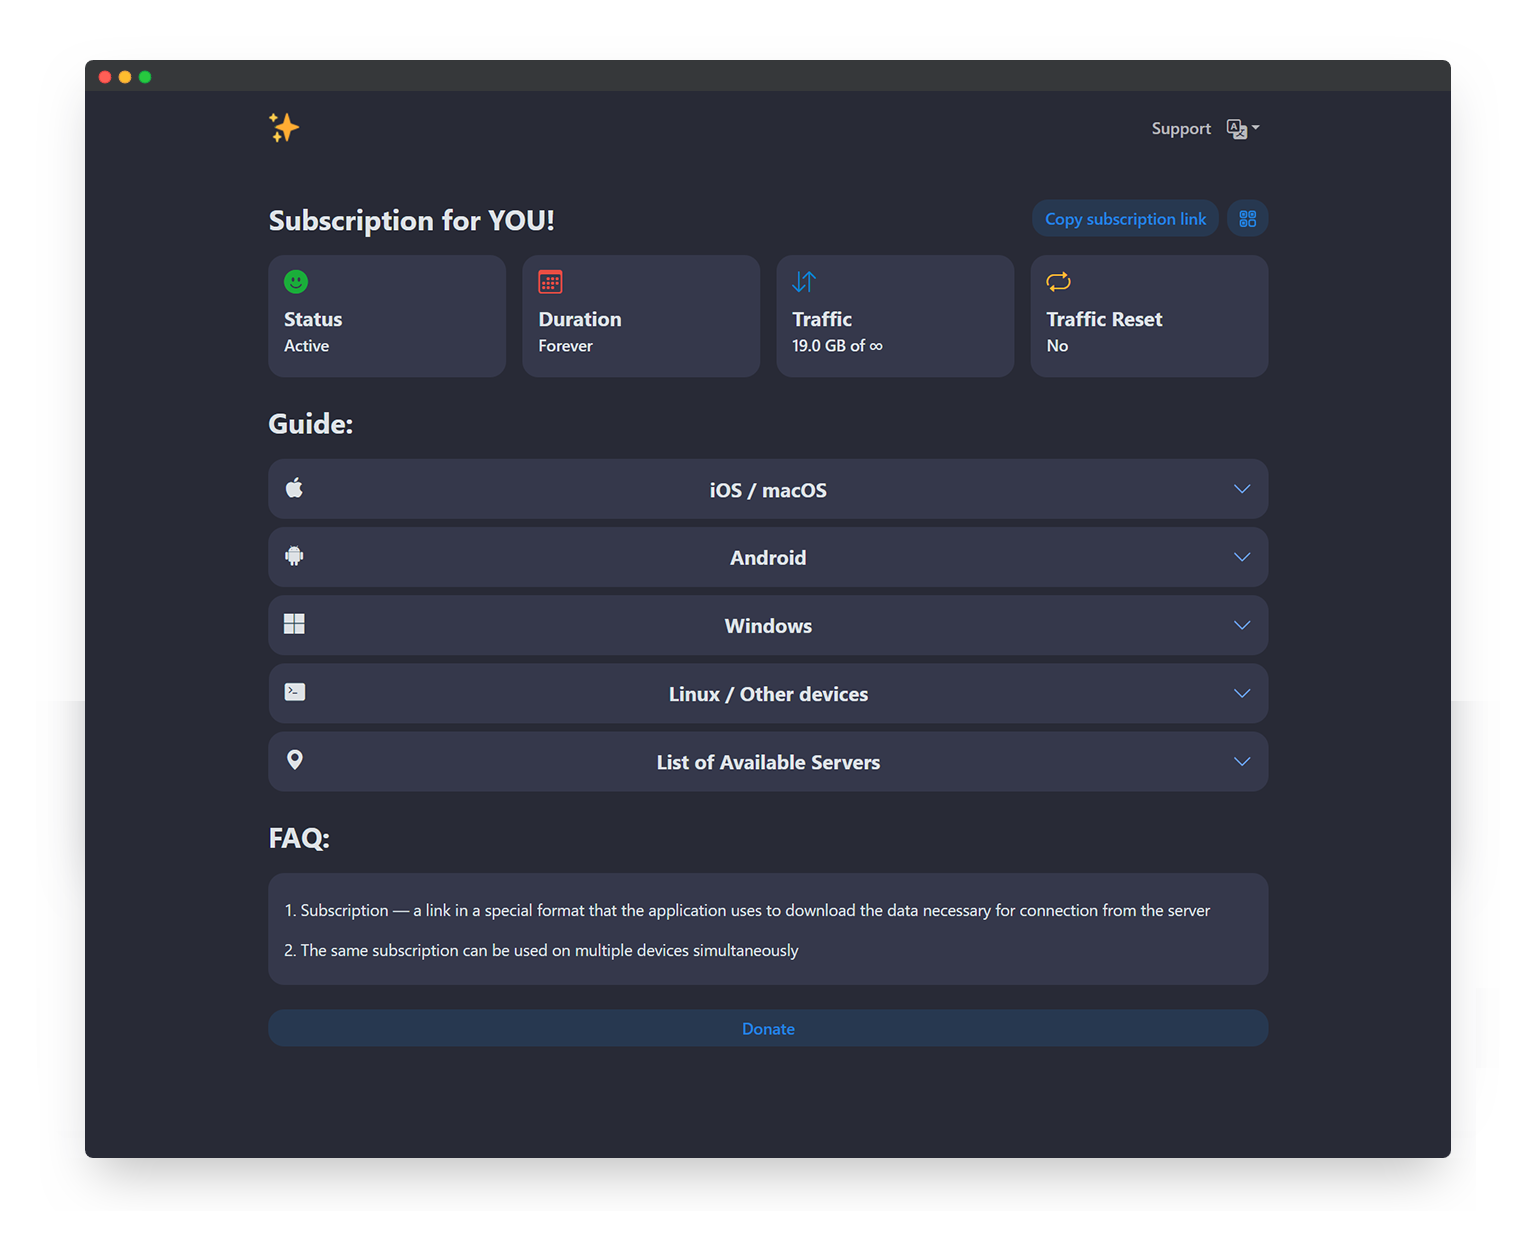 Support
Subscription for YOU!
Copy subscription link
Status
Active
Duration
Forever
Traffic
19.0 GB of ∞
Traffic Reset
No
Guide:
iOS / macOS
Android
Windows
Linux / Other devices
List of Available Servers
FAQ:
1. Subscription — a link in a special format that the application uses to download the data necessary for connection from the server
2. The same subscription can be used on multiple devices simultaneously
Donate